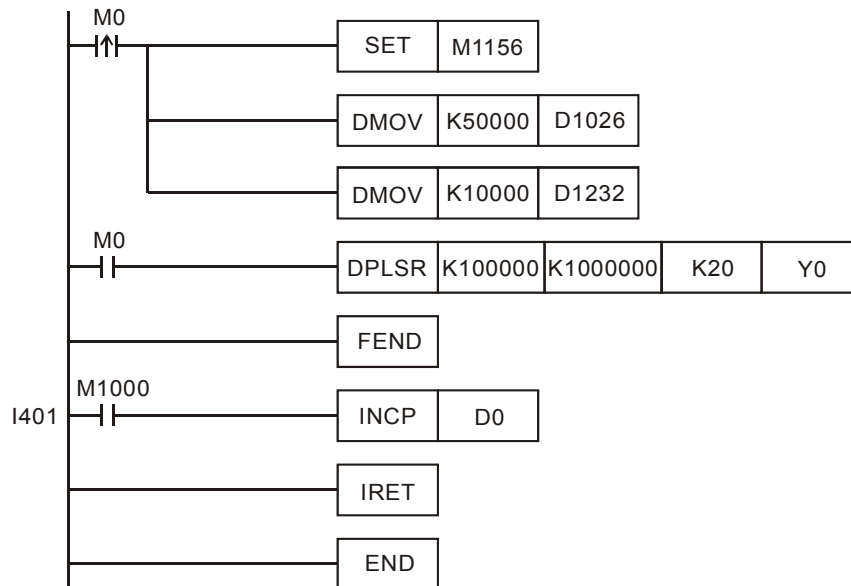 M0
SET M1156
DMOV K50000 D1026
DMOV K10000 D1232
M0
DPLSR K100000 K1000000 K20 Y0
FEND
M1000
I401 INCP D0
IRET
END